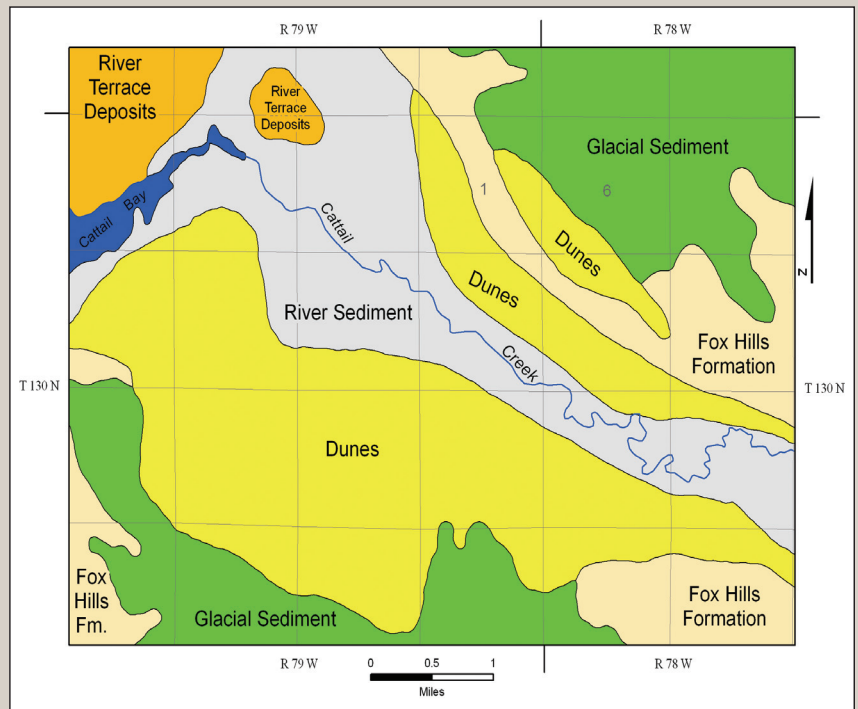 R 79 W
R 78 W
River
Terrace
Deposits
River
Terrace
Deposits
Glacial Sediment
1
6
Cattail Bay
Cattail
Dunes
Dunes
N
River Sediment
Creek
Fox Hills
Formation
T 130 N
T 130 N
Dunes
Fox
Hills
Fm.
Glacial Sediment
Fox Hills
Formation
R 79 W
R 78 W
0 0.5 1
Miles